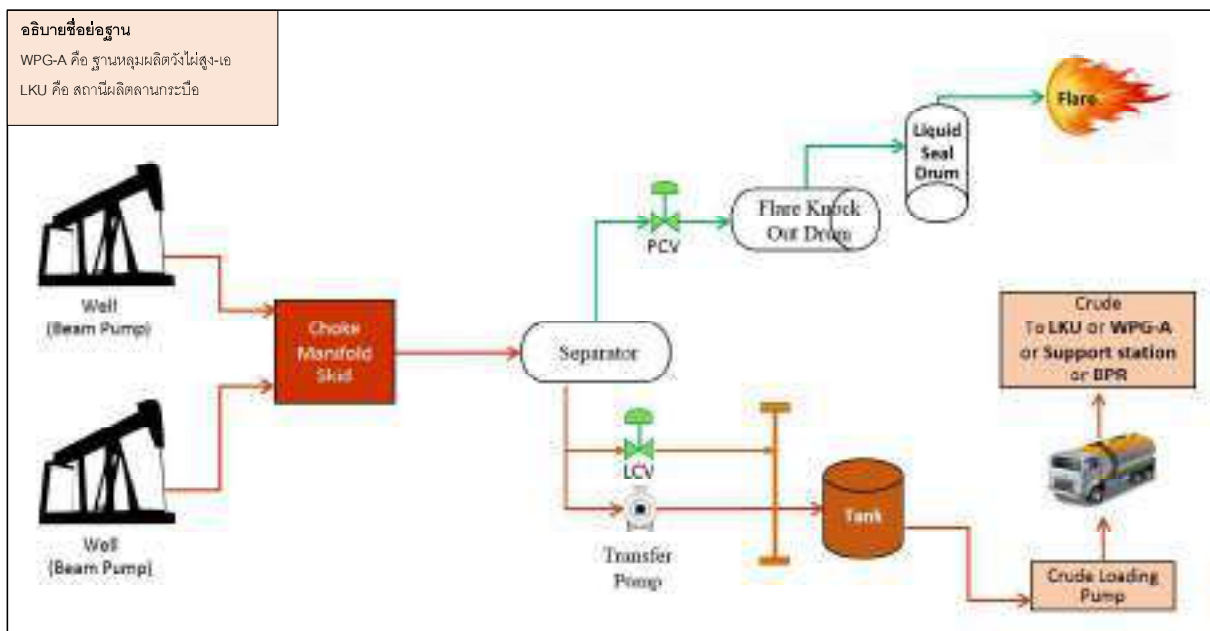 อธิบายชื่อย่อฐาน
WPG-A คือ ฐานหลุมผลิตวังไผ่สูง-เอ
LKU คือ สถานีผลิตลานกระบือ
Flare
Liquid
Seal
Drum
PCV
Flare Knock
Out Drum
Well
(Beam Pump)
Choke
Manifold
Skid
Separator
Crude
To LKU or WPG-A
or Support station
or BPR
LCV
Tank
Well
(Beam Pump)
Transfer
Pump
Crude Loading
Pump